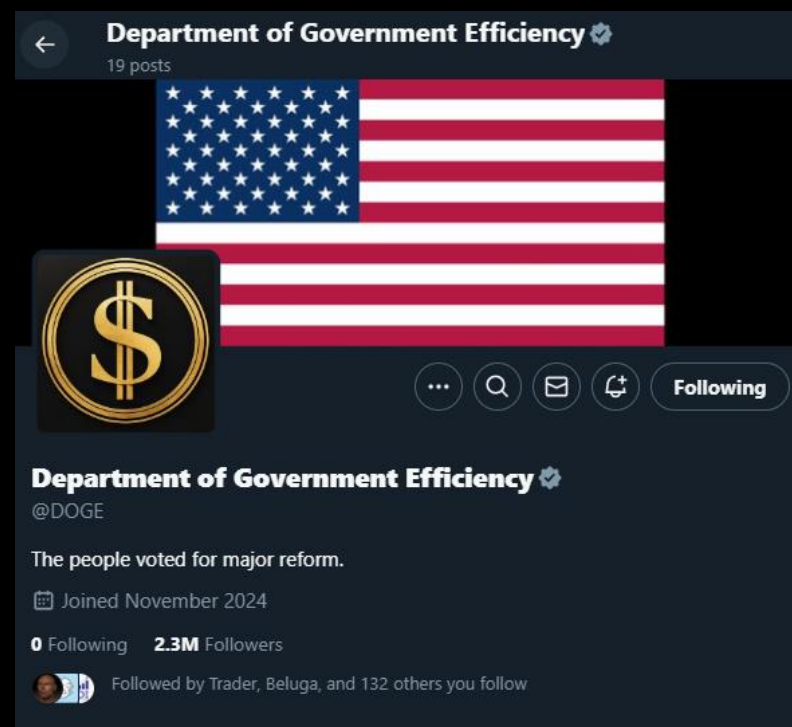 Department of Government Efficiency
19 posts
$
Following
Department of Government Efficiency
@DOGE
The people voted for major reform.
Joined November 2024
0 Following 2.3M Followers
Followed by Trader, Beluga, and 132 others you follow